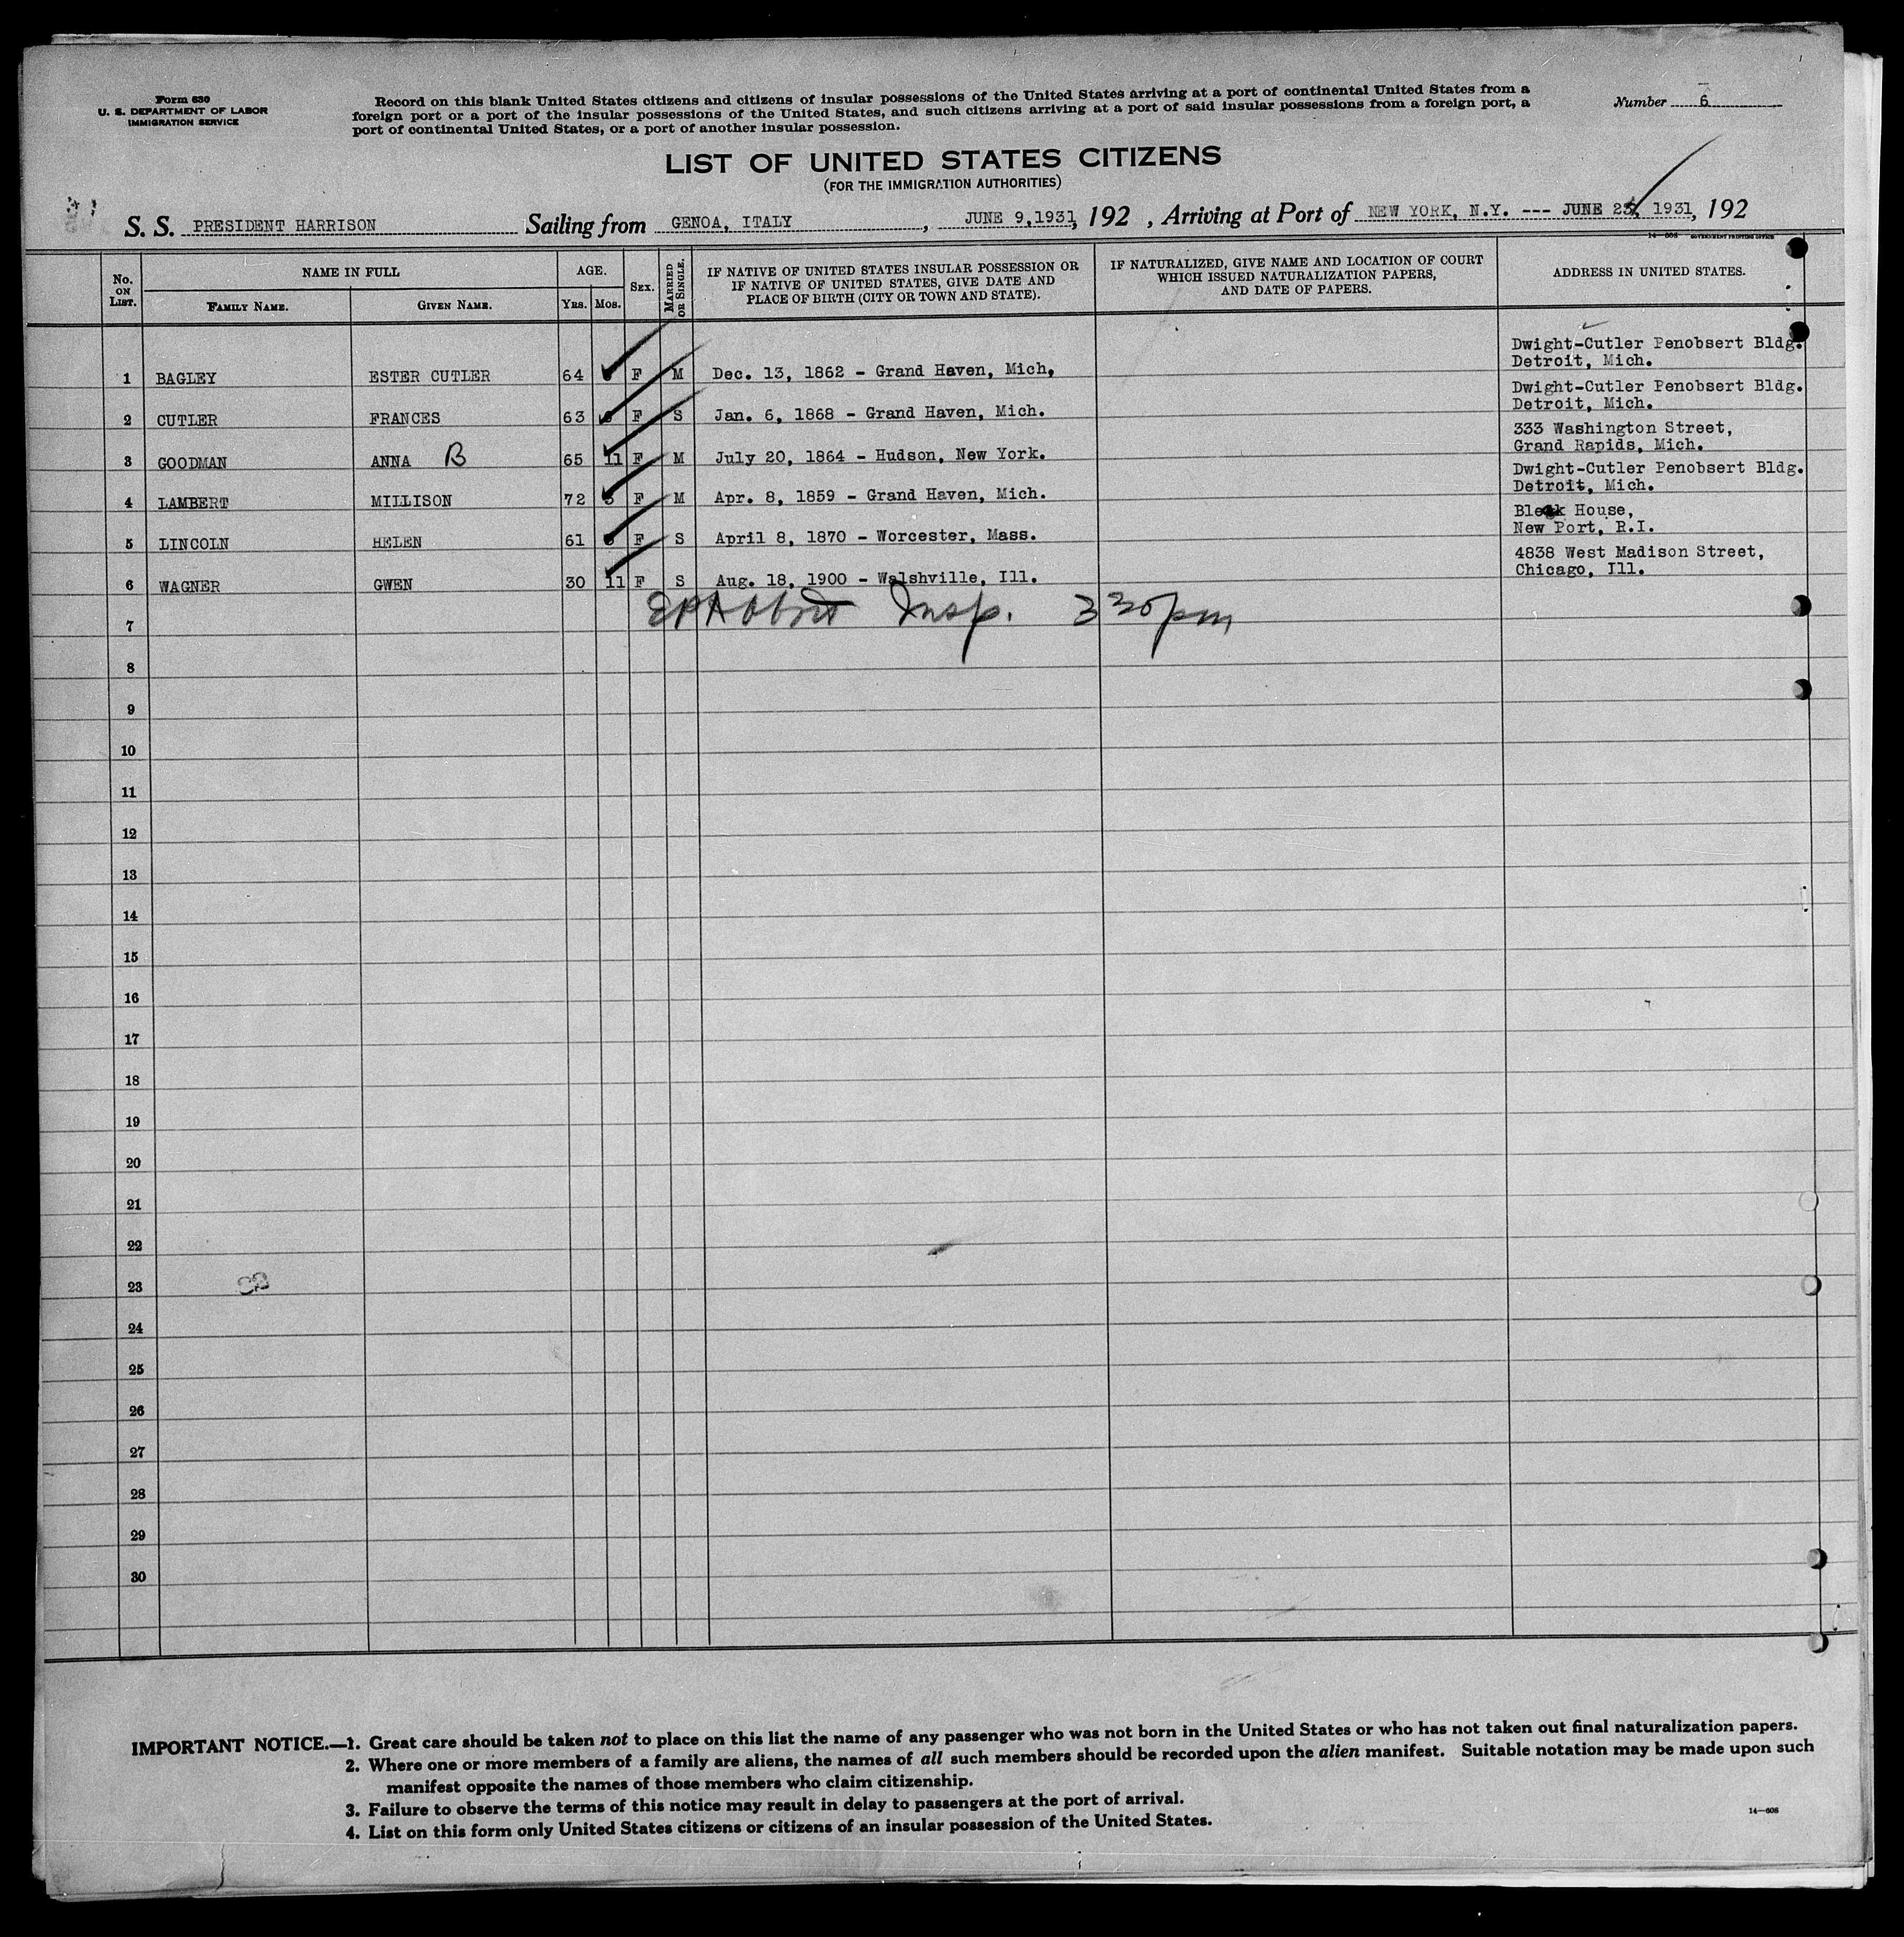 Form 630
U. S. DEPARTMENT OF LABOR
IMMIGRATION SERVICE
Record on this blank United States citizens and citizens of insular possessions of the United States arriving at a port of continental United States from a
foreign port or a port of the insular possessions of the United States, and such citizens arriving at a port of said insular possessions from a foreign port, a
port of continental United States, or a port of another insular possession.
Number 6
LIST OF UNITED STATES CITIZENS
(FOR THE IMMIGRATION AUTHORITIES)
S. S. PRESIDENT HARRISON Sailing from GENOA, ITALY, JUNE 9,1931, 192 , Arriving at Port of NEW YORK, N.Y. --- JUNE 1931, 192
14-608 GOVERNMENT PRINTING OFFICE
No. ON LIST.
NAME IN FULL
FAMILY NAME.
GIVEN NAME.
AGE.
YRS.
MOS.
SEX.
MARRIED OR SINGLE.
IF NATIVE OF UNITED STATES INSULAR POSSESSION OR
IF NATIVE OF UNITED STATES, GIVE DATE AND
PLACE OF BIRTH (CITY OR TOWN AND STATE).
IF NATURALIZED, GIVE NAME AND LOCATION OF COURT
WHICH ISSUED NATURALIZATION PAPERS,
AND DATE OF PAPERS.
ADDRESS IN UNITED STATES.
1 BAGLEY ESTER CUTLER 64 F M Dec. 13, 1862 - Grand Haven, Mich, Dwight-Cutler Penobsert Bldg.
Detroit, Mich.
2 CUTLER FRANCES 63 F S Jan. 6, 1868 - Grand Haven, Mich. Dwight-Cutler Penobsert Bldg.
Detroit, Mich.
3 GOODMAN ANNA B 65 11 F M July 20, 1864 - Hudson, New York. 333 Washington Street,
Grand Rapids, Mich.
4 LAMBERT MILLISON 72 F M Apr. 8, 1859 - Grand Haven, Mich. Dwight-Cutler Penobsert Bldg.
Detroit, Mich.
5 LINCOLN HELEN 61 F S April 8, 1870 - Worcester, Mass. House,
New Port, R.I.
6 WAGNER GWEN 30 11 F S Aug. 18, 1900 - Walshville, Ill. 4838 West Madison Street,
Chicago, Ill.
Insp. 3 30 pm
7
8
9
10
11
12
13
14
15
16
17
18
19
20
21
22
23
24
25
26
27
28
29
30
IMPORTANT NOTICE.—1. Great care should be taken not to place on this list the name of any passenger who was not born in the United States or who has not taken out final naturalization papers.
2. Where one or more members of a family are aliens, the names of all such members should be recorded upon the alien manifest. Suitable notation may be made upon such
manifest opposite the names of those members who claim citizenship.
3. Failure to observe the terms of this notice may result in delay to passengers at the port of arrival.
4. List on this form only United States citizens or citizens of an insular possession of the United States.
14—608